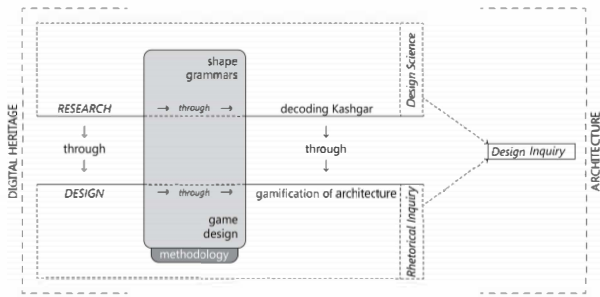 DIGITAL HERITAGE
shape
grammars
RESEARCH → through → decoding Kashgar
↓ through ↓
↓ through ↓
DESIGN → through → gamification of architecture
game
design
methodology
Design Science
Rhetorical Inquiry
Design Inquiry
ARCHITECTURE